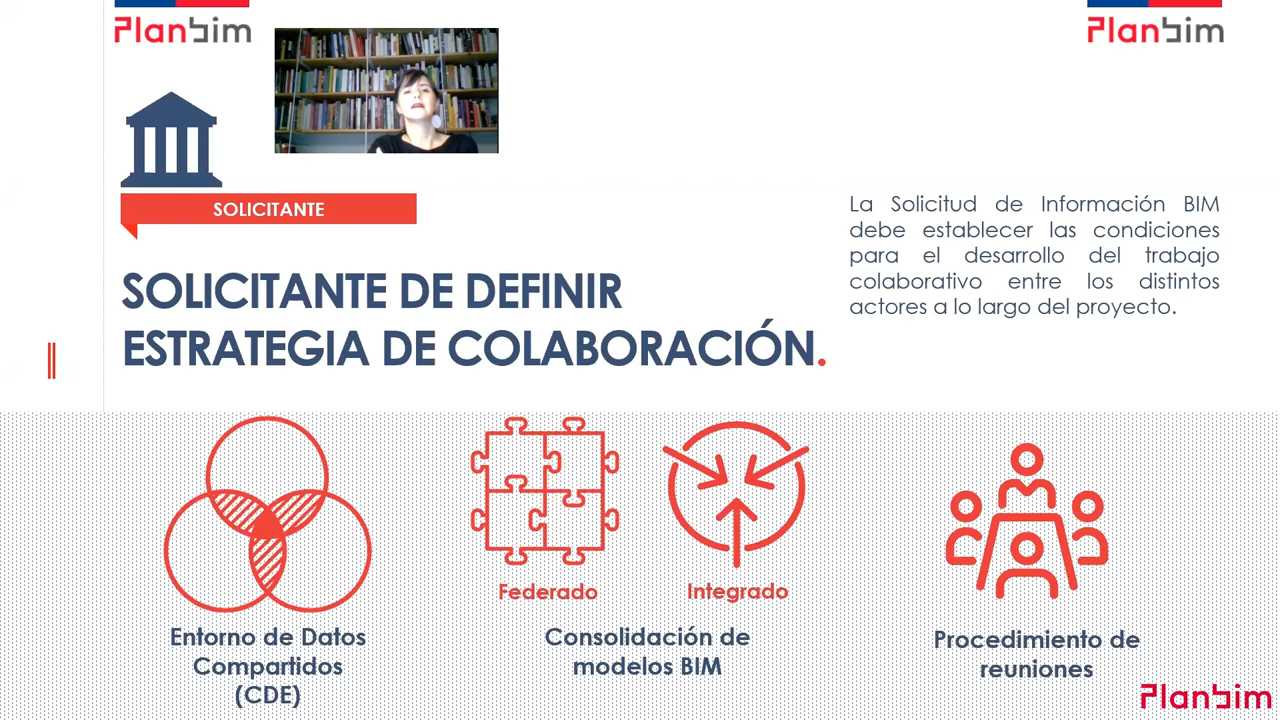 Planbim
Planbim
SOLICITANTE
SOLICITANTE DE DEFINIR
ESTRATEGIA DE COLABORACIÓN.
La Solicitud de Información BIM
debe establecer las condiciones
para el desarrollo del trabajo
colaborativo entre los distintos
actores a lo largo del proyecto.
Entorno de Datos
Compartidos
(CDE)
Federado
Integrado
Consolidación de
modelos BIM
Procedimiento de
reuniones
Planbim